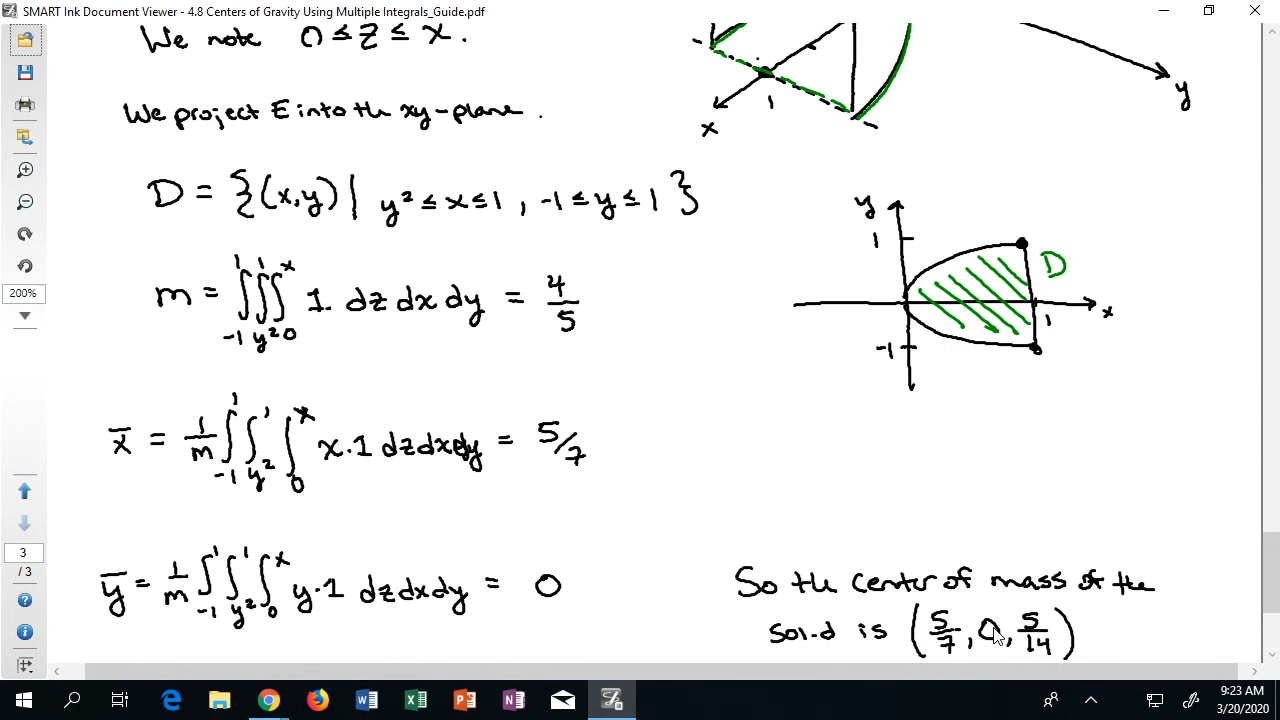 SMART Ink Document Viewer - 4.8 Centers of Gravity Using Multiple Integrals_Guide.pdf
We note 0 ≤ z ≤ x.
We project E into the xy-plane.
x
1
y
D = {(x,y) | y² ≤ x ≤ 1, -1 ≤ y ≤ 1}
y
1
D
1
x
-1
m = ∫_{-1}^{1} ∫_{y²}^{1} ∫_{0}^{x} 1. dz dx dy = 4/5
x̅ = 1/m ∫_{-1}^{1} ∫_{y²}^{1} ∫_{0}^{x} x·1 dz dx dy = 5/7
y̅ = 1/m ∫_{-1}^{1} ∫_{y²}^{1} ∫_{0}^{x} y·1 dz dx dy = 0
So the center of mass of the
solid is (5/7, 0, 5/14)
200%
3
/ 3
9:23 AM
3/20/2020